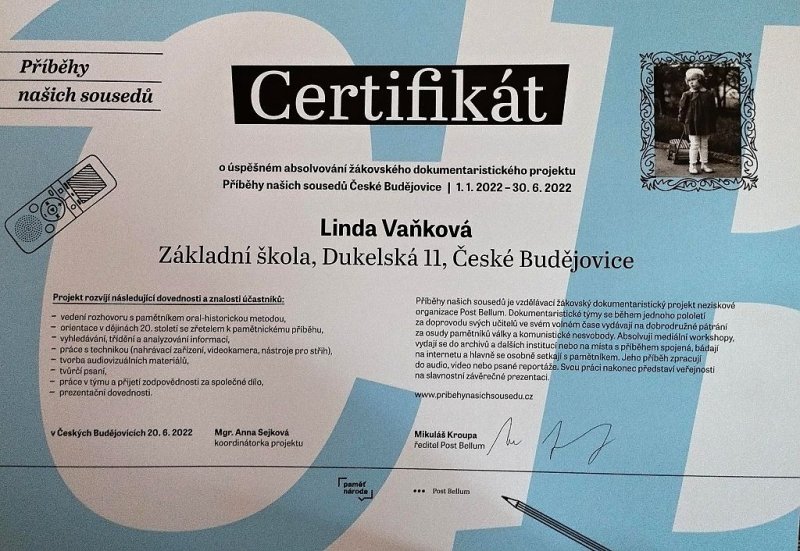 Příběhy
našich sousedů
Certifikát
o úspěšném absolvování žákovského dokumentaristického projektu
Příběhy našich sousedů České Budějovice | 1. 1. 2022 – 30. 6. 2022
Linda Vaňková
Základní škola, Dukelská 11, České Budějovice
Projekt rozvíjí následující dovednosti a znalosti účastníků:
– vedení rozhovoru s pamětníkem oral-historickou metodou,
– orientace v dějinách 20. století se zřetelem k pamětnickému příběhu,
– vyhledávání, třídění a analyzování informací,
– práce s technikou (nahrávací zařízení, videokamera, nástroje pro střih),
– tvorba audiovizuálních materiálů,
– tvůrčí psaní,
– práce v týmu a přijetí zodpovědnosti za společné dílo,
– prezentační dovednosti.
Příběhy našich sousedů je vzdělávací žákovský dokumentaristický projekt neziskové
organizace Post Bellum. Dokumentaristické týmy se během jednoho pololetí
za doprovodu svých učitelů ve svém volném čase vydávají na dobrodružné pátrání
za osudy pamětníků války a komunistické nesvobody. Absolvují mediální workshopy,
vydají se do archivů a dalších institucí nebo na místa s příběhem spojená, bádají
na internetu a hlavně se osobně setkají s pamětníkem. Jeho příběh zpracují
do audio, video nebo psané reportáže. Svou práci nakonec představí veřejnosti
na slavnostní závěrečné prezentaci.
www.pribehynasichsousedu.cz
v Českých Budějovicích 20. 6. 2022
Mgr. Anna Sejková
koordinátorka projektu
Mikuláš Kroupa
ředitel Post Bellum
paměť
národa
Post Bellum